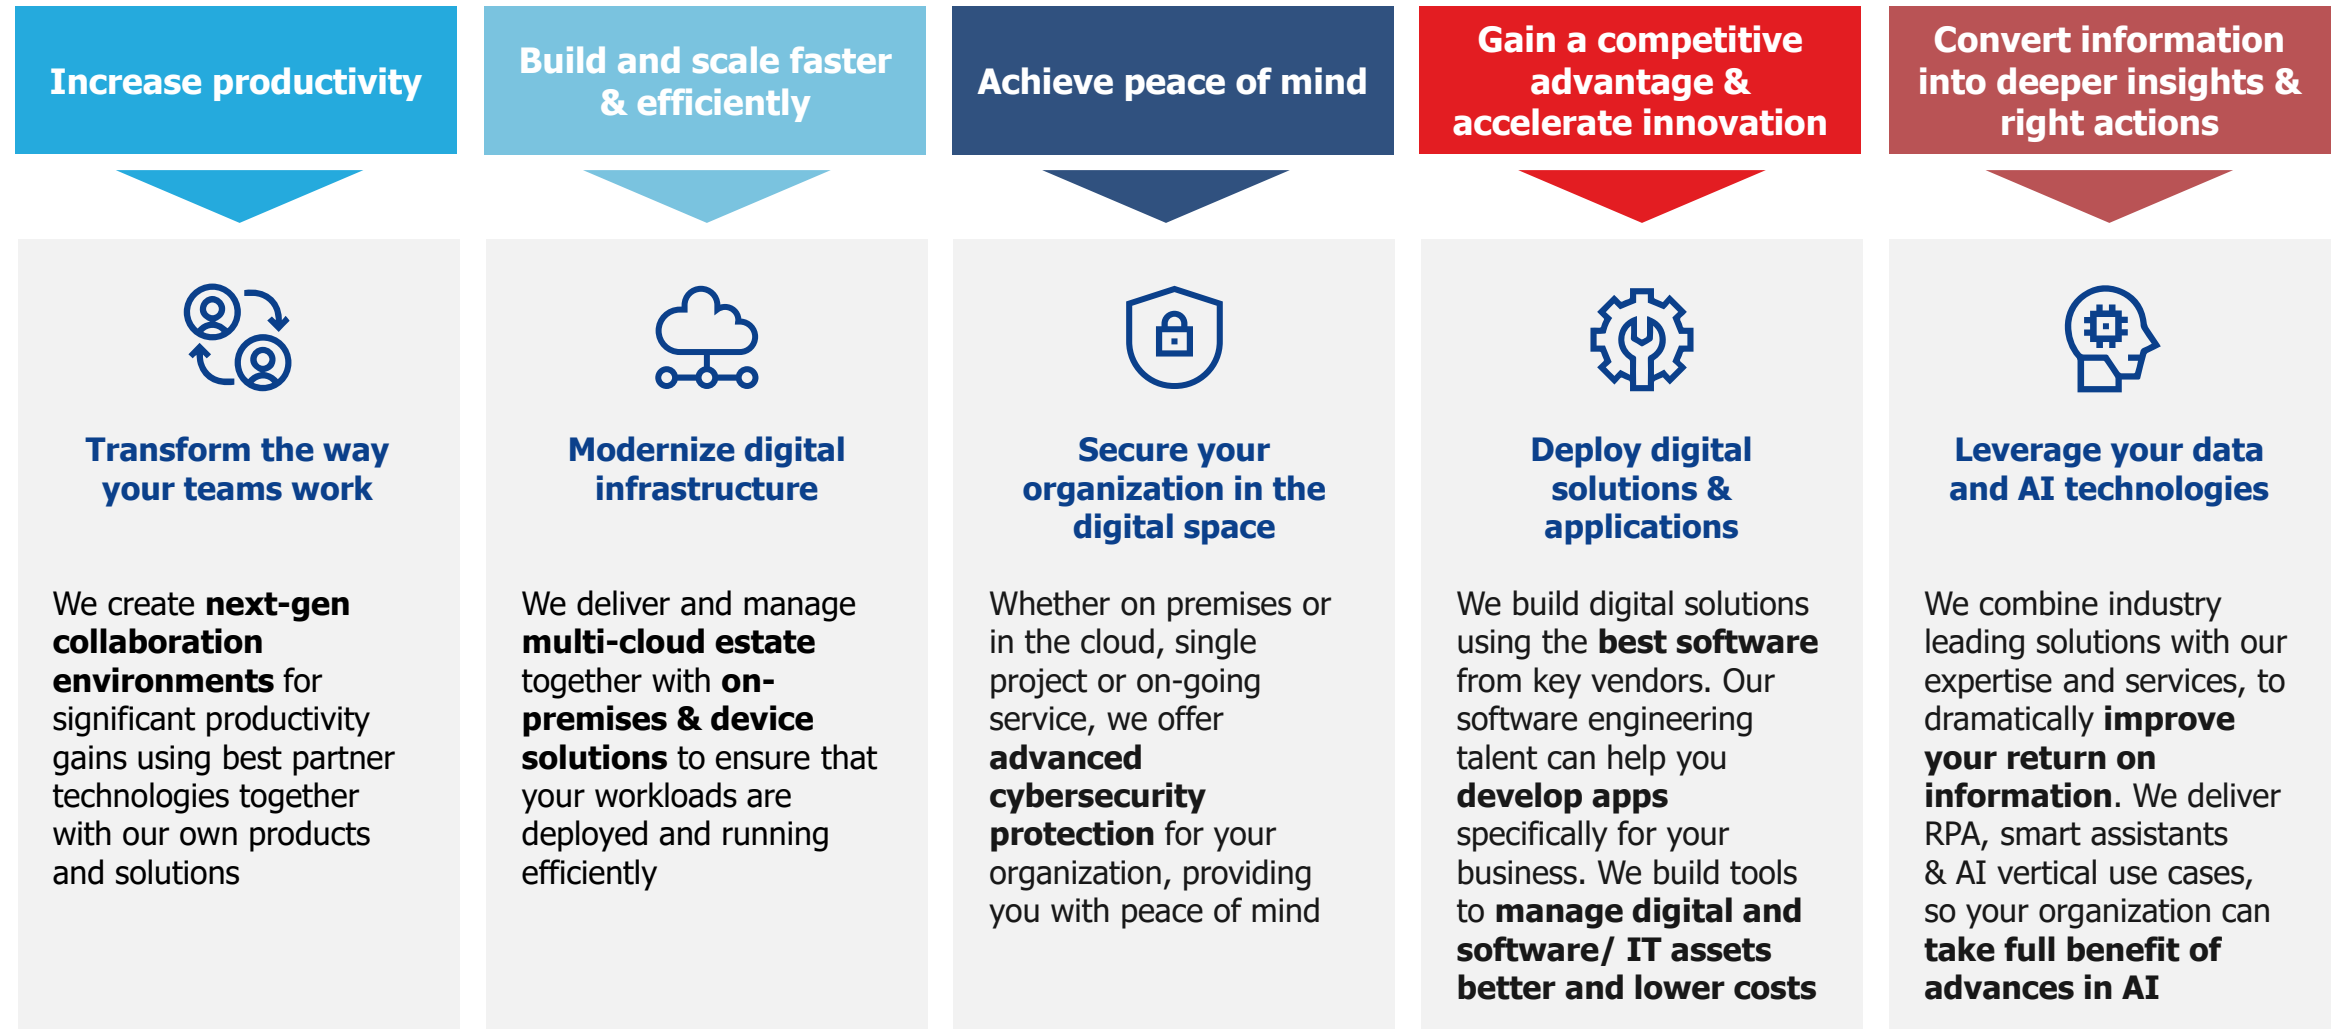 Increase productivity
Build and scale faster
& efficiently
Achieve peace of mind
Gain a competitive
advantage &
accelerate innovation
Convert information
into deeper insights &
right actions
Transform the way
your teams work
We create next-gen
collaboration
environments for
significant productivity
gains using best partner
technologies together
with our own products
and solutions
Modernize digital
infrastructure
We deliver and manage
multi-cloud estate
together with on-
premises & device
solutions to ensure that
your workloads are
deployed and running
efficiently
Secure your
organization in the
digital space
Whether on premises or
in the cloud, single
project or on-going
service, we offer
advanced
cybersecurity
protection for your
organization, providing
you with peace of mind
Deploy digital
solutions &
applications
We build digital solutions
using the best software
from key vendors. Our
software engineering
talent can help you
develop apps
specifically for your
business. We build tools
to manage digital and
software/ IT assets
better and lower costs
Leverage your data
and AI technologies
We combine industry
leading solutions with our
expertise and services, to
dramatically improve
your return on
information. We deliver
RPA, smart assistants
& AI vertical use cases,
so your organization can
take full benefit of
advances in AI